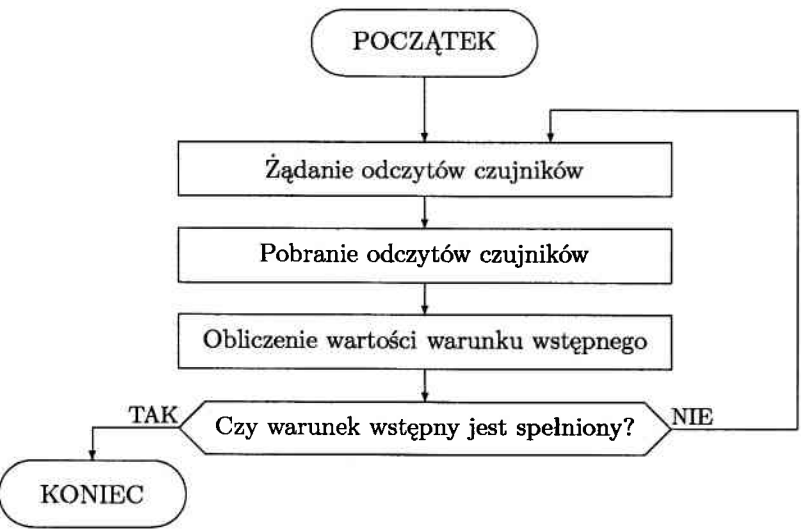 POCZĄTEK
Żądanie odczytów czujników
Pobranie odczytów czujników
Obliczenie wartości warunku wstępnego
TAK
Czy warunek wstępny jest spełniony?
NIE
KONIEC